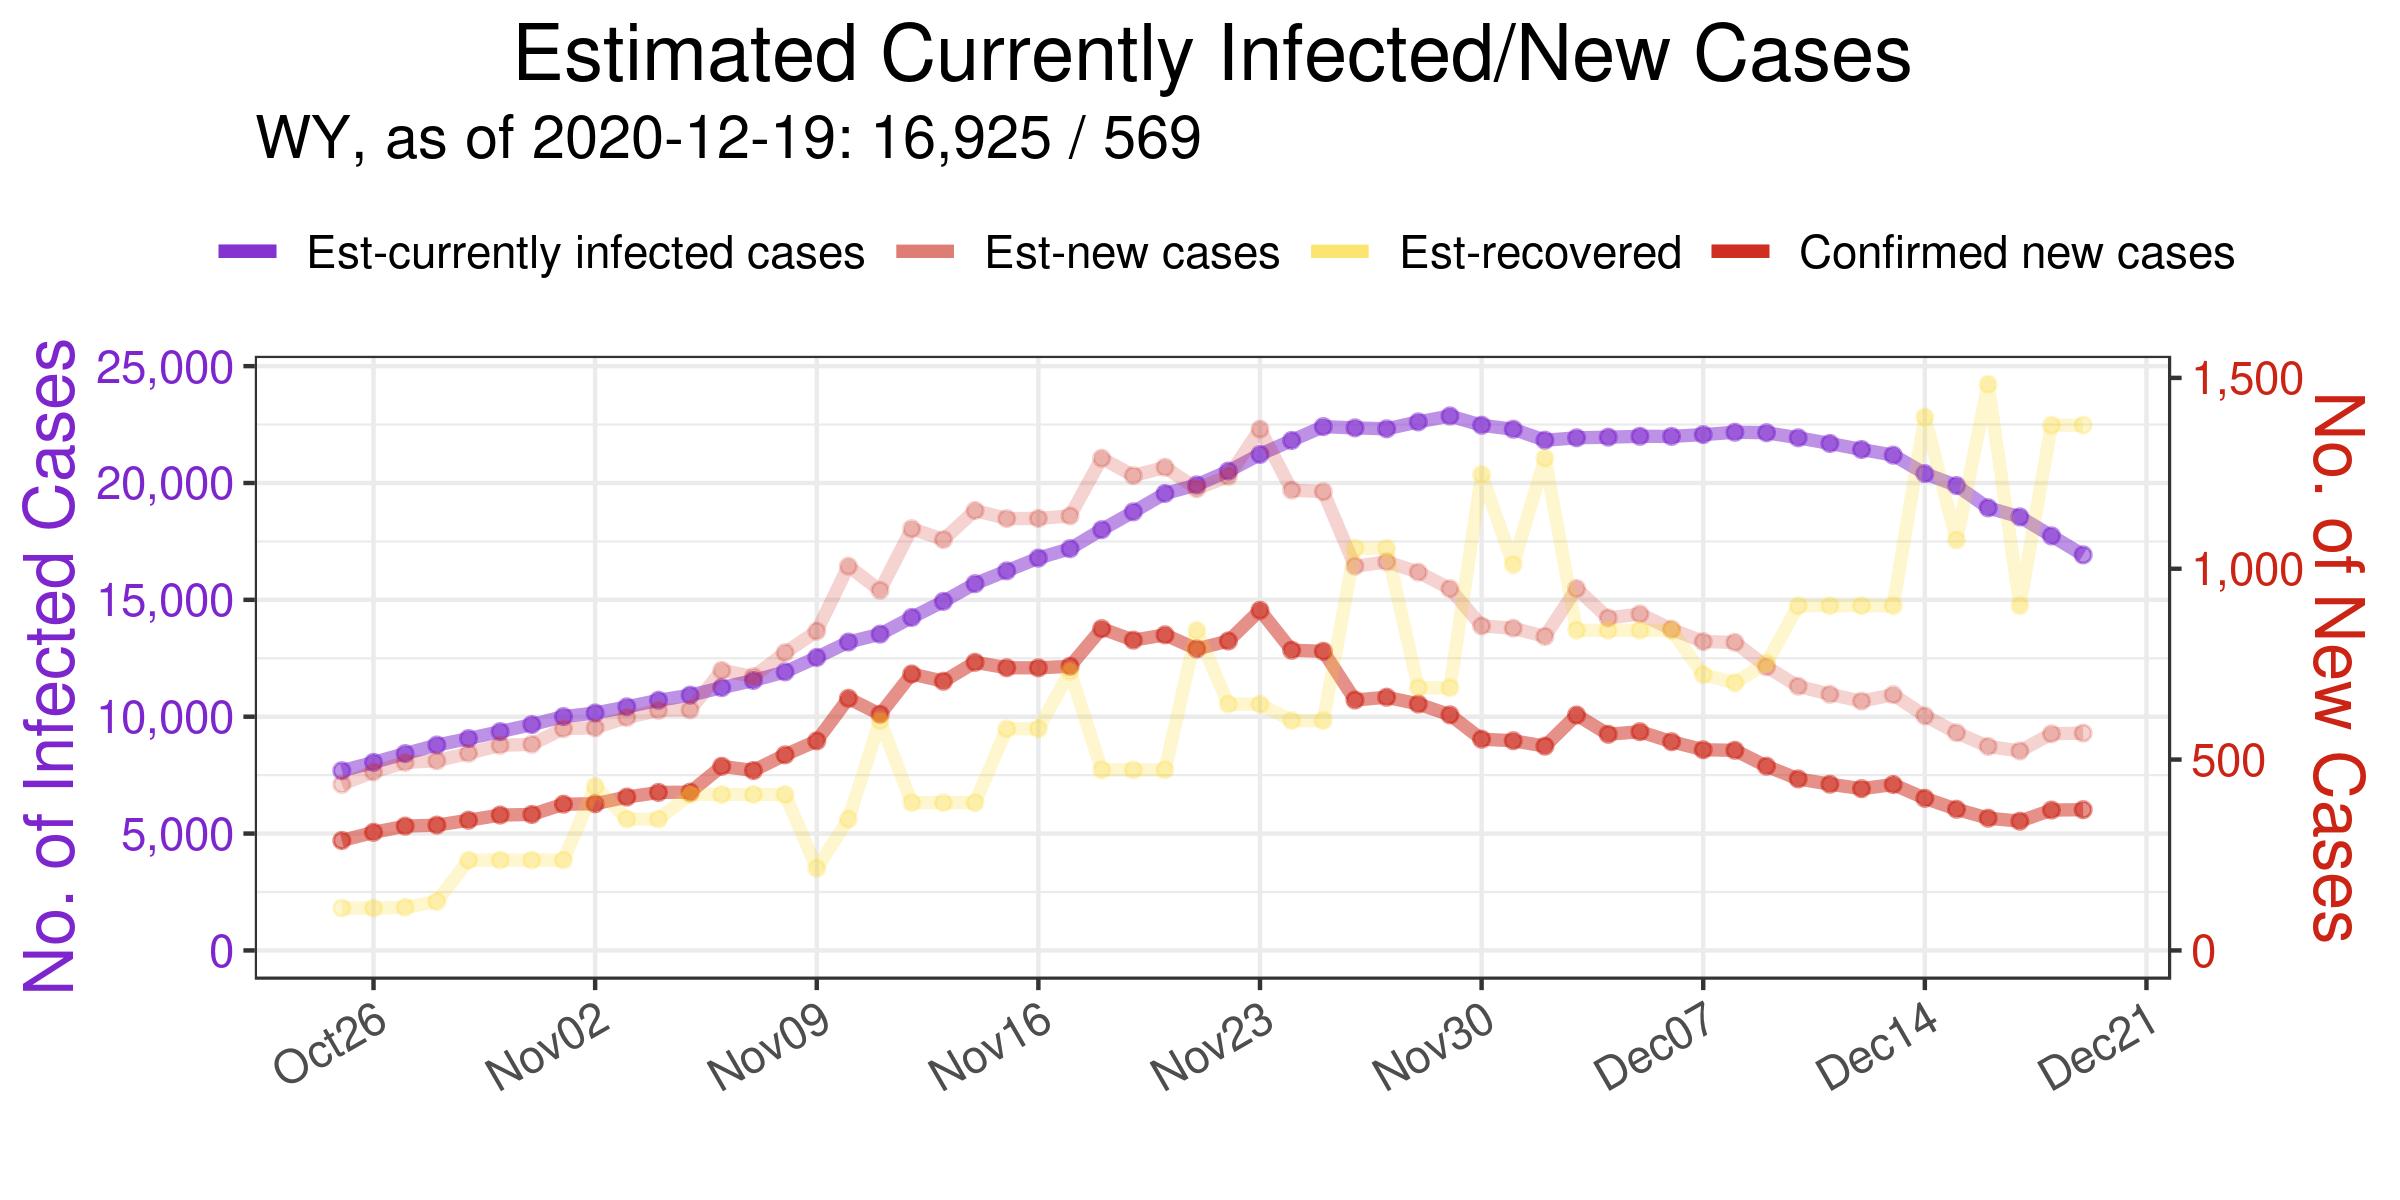 Estimated Currently Infected/New Cases
WY, as of 2020-12-19: 16,925 / 569
Est-currently infected cases Est-new cases Est-recovered Confirmed new cases
No. of Infected Cases
25,000
20,000
15,000
10,000
5,000
0
1,500
1,000
500
0
No. of New Cases
Oct26 Nov02 Nov09 Nov16 Nov23 Nov30 Dec07 Dec14 Dec21